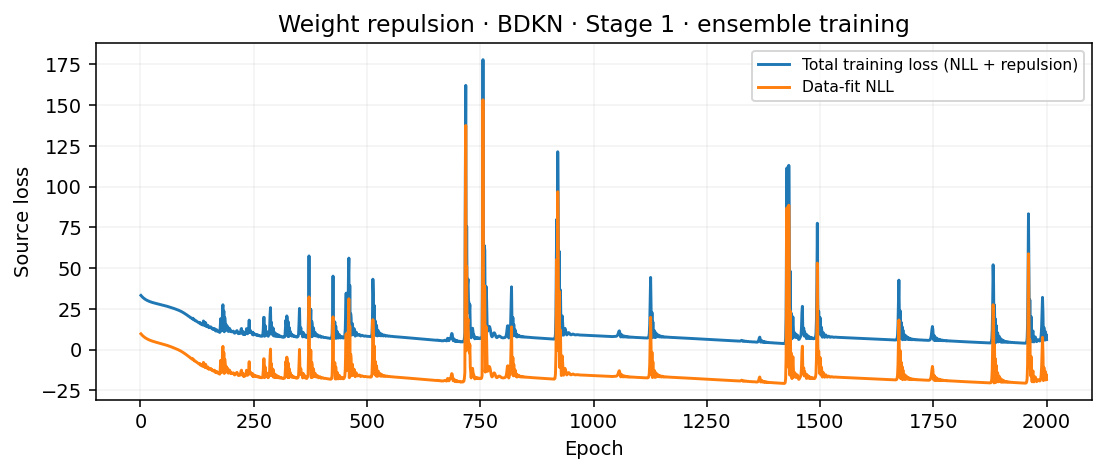 Weight repulsion · BDKN · Stage 1 · ensemble training
Total training loss (NLL + repulsion)
Data-fit NLL
Source loss
175
150
125
100
75
50
25
0
−25
0 250 500 750 1000 1250 1500 1750 2000
Epoch